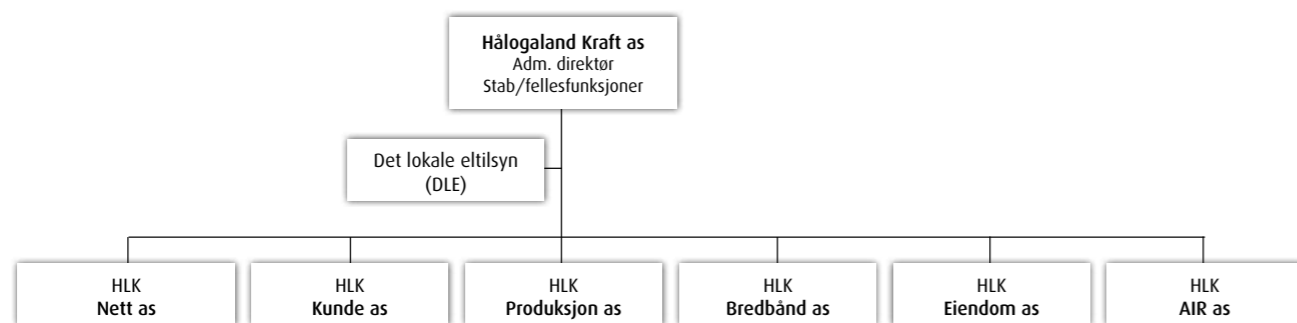 Hålogaland Kraft as
Adm. direktør
Stab/fellesfunksjoner
Det lokale eltilsyn
(DLE)
HLK
Nett as
HLK
Kunde as
HLK
Produksjon as
HLK
Bredbånd as
HLK
Eiendom as
HLK
AIR as